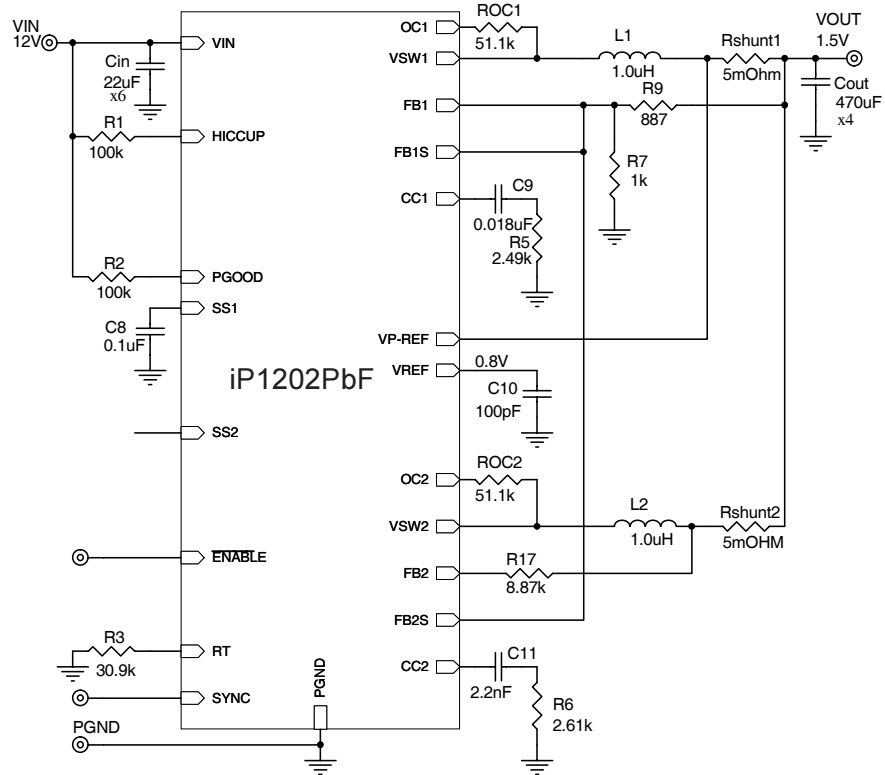 VIN
12V
Cin
22uF
x6
R1
100k
R2
100k
C8
0.1uF
R3
30.9k
PGND
VIN
HICCUP
PGOOD
SS1
SS2
ENABLE
RT
SYNC
PGND
iP1202PbF
OC1
VSW1
FB1
FB1S
CC1
VP-REF
VREF
OC2
VSW2
FB2
FB2S
CC2
ROC1
51.1k
L1
1.0uH
Rshunt1
5mOhm
VOUT
1.5V
Cout
470uF
x4
R9
887
R7
1k
C9
0.018uF
R5
2.49k
0.8V
C10
100pF
ROC2
51.1k
L2
1.0uH
Rshunt2
5mOHM
R17
8.87k
C11
2.2nF
R6
2.61k